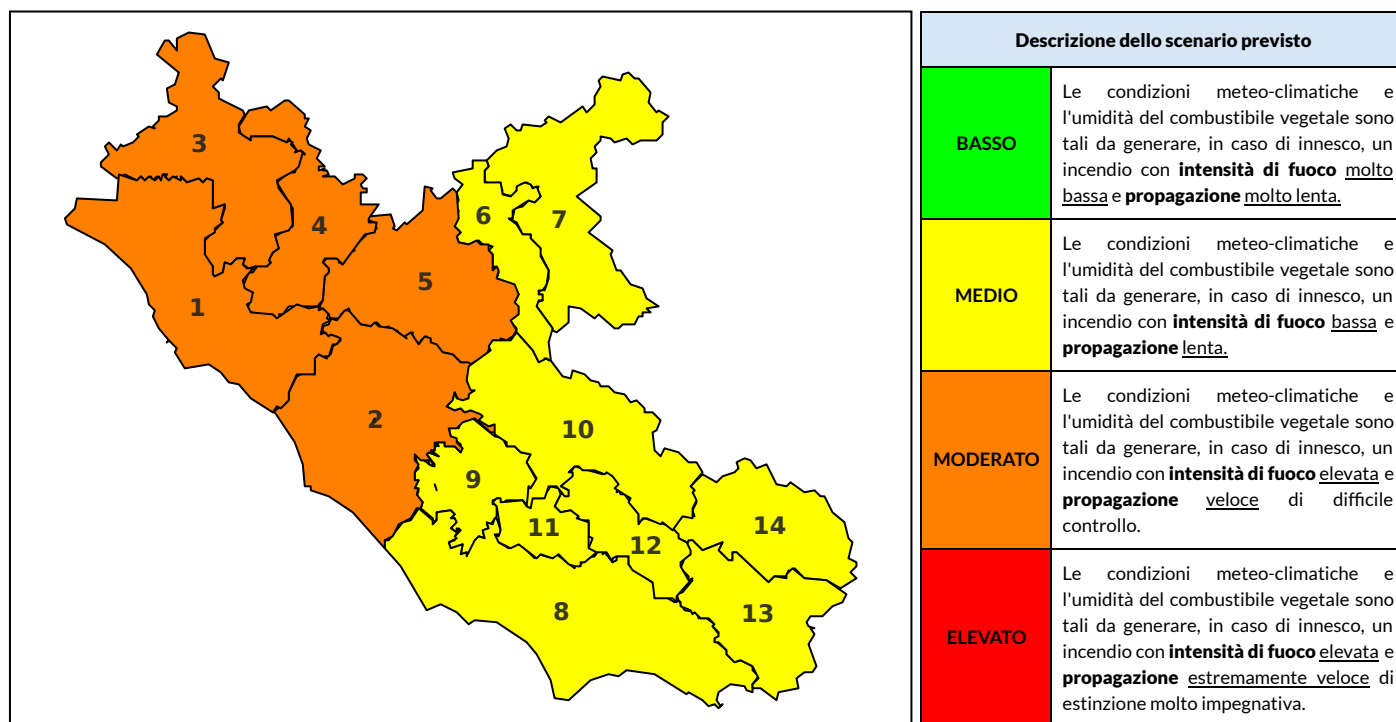 3
4
6
7
5
1
2
10
9
11
12
14
8
13
Descrizione dello scenario previsto
BASSO
Le condizioni meteo-climatiche e
l'umidità del combustibile vegetale sono
tali da generare, in caso di innesco, un
incendio con intensità di fuoco molto
bassa e propagazione molto lenta.
MEDIO
Le condizioni meteo-climatiche e
l'umidità del combustibile vegetale sono
tali da generare, in caso di innesco, un
incendio con intensità di fuoco bassa e
propagazione lenta.
MODERATO
Le condizioni meteo-climatiche e
l'umidità del combustibile vegetale sono
tali da generare, in caso di innesco, un
incendio con intensità di fuoco elevata e
propagazione veloce di difficile
controllo.
ELEVATO
Le condizioni meteo-climatiche e
l'umidità del combustibile vegetale sono
tali da generare, in caso di innesco, un
incendio con intensità di fuoco elevata e
propagazione estremamente veloce di
estinzione molto impegnativa.